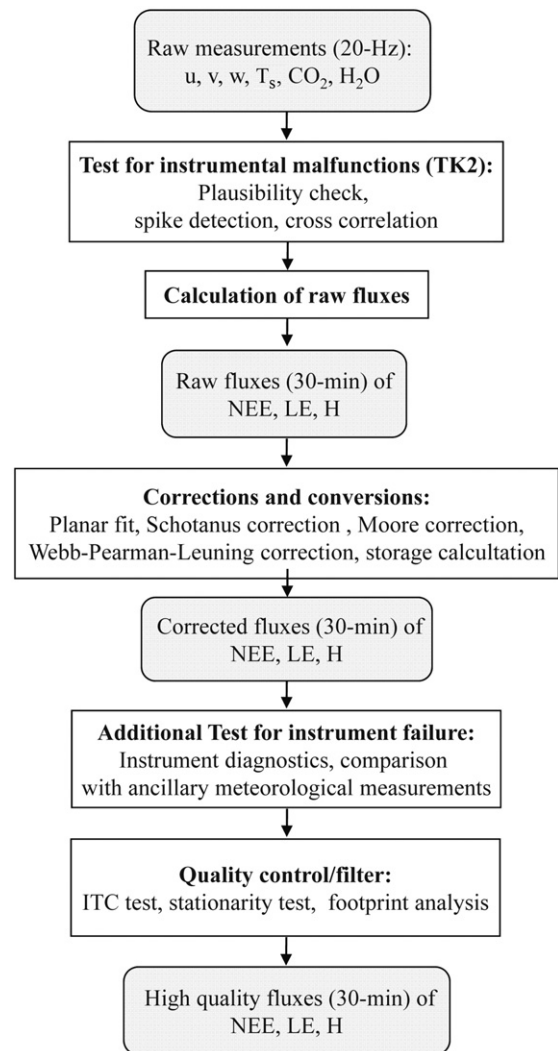 Raw measurements (20-Hz):
u, v, w, Tₛ, CO₂, H₂O
Test for instrumental malfunctions (TK2):
Plausibility check,
spike detection, cross correlation
Calculation of raw fluxes
Raw fluxes (30-min) of
NEE, LE, H
Corrections and conversions:
Planar fit, Schotanus correction , Moore correction,
Webb-Pearman-Leuning correction, storage calcultation
Corrected fluxes (30-min) of
NEE, LE, H
Additional Test for instrument failure:
Instrument diagnostics, comparison
with ancillary meteorological measurements
Quality control/filter:
ITC test, stationarity test, footprint analysis
High quality fluxes (30-min) of
NEE, LE, H